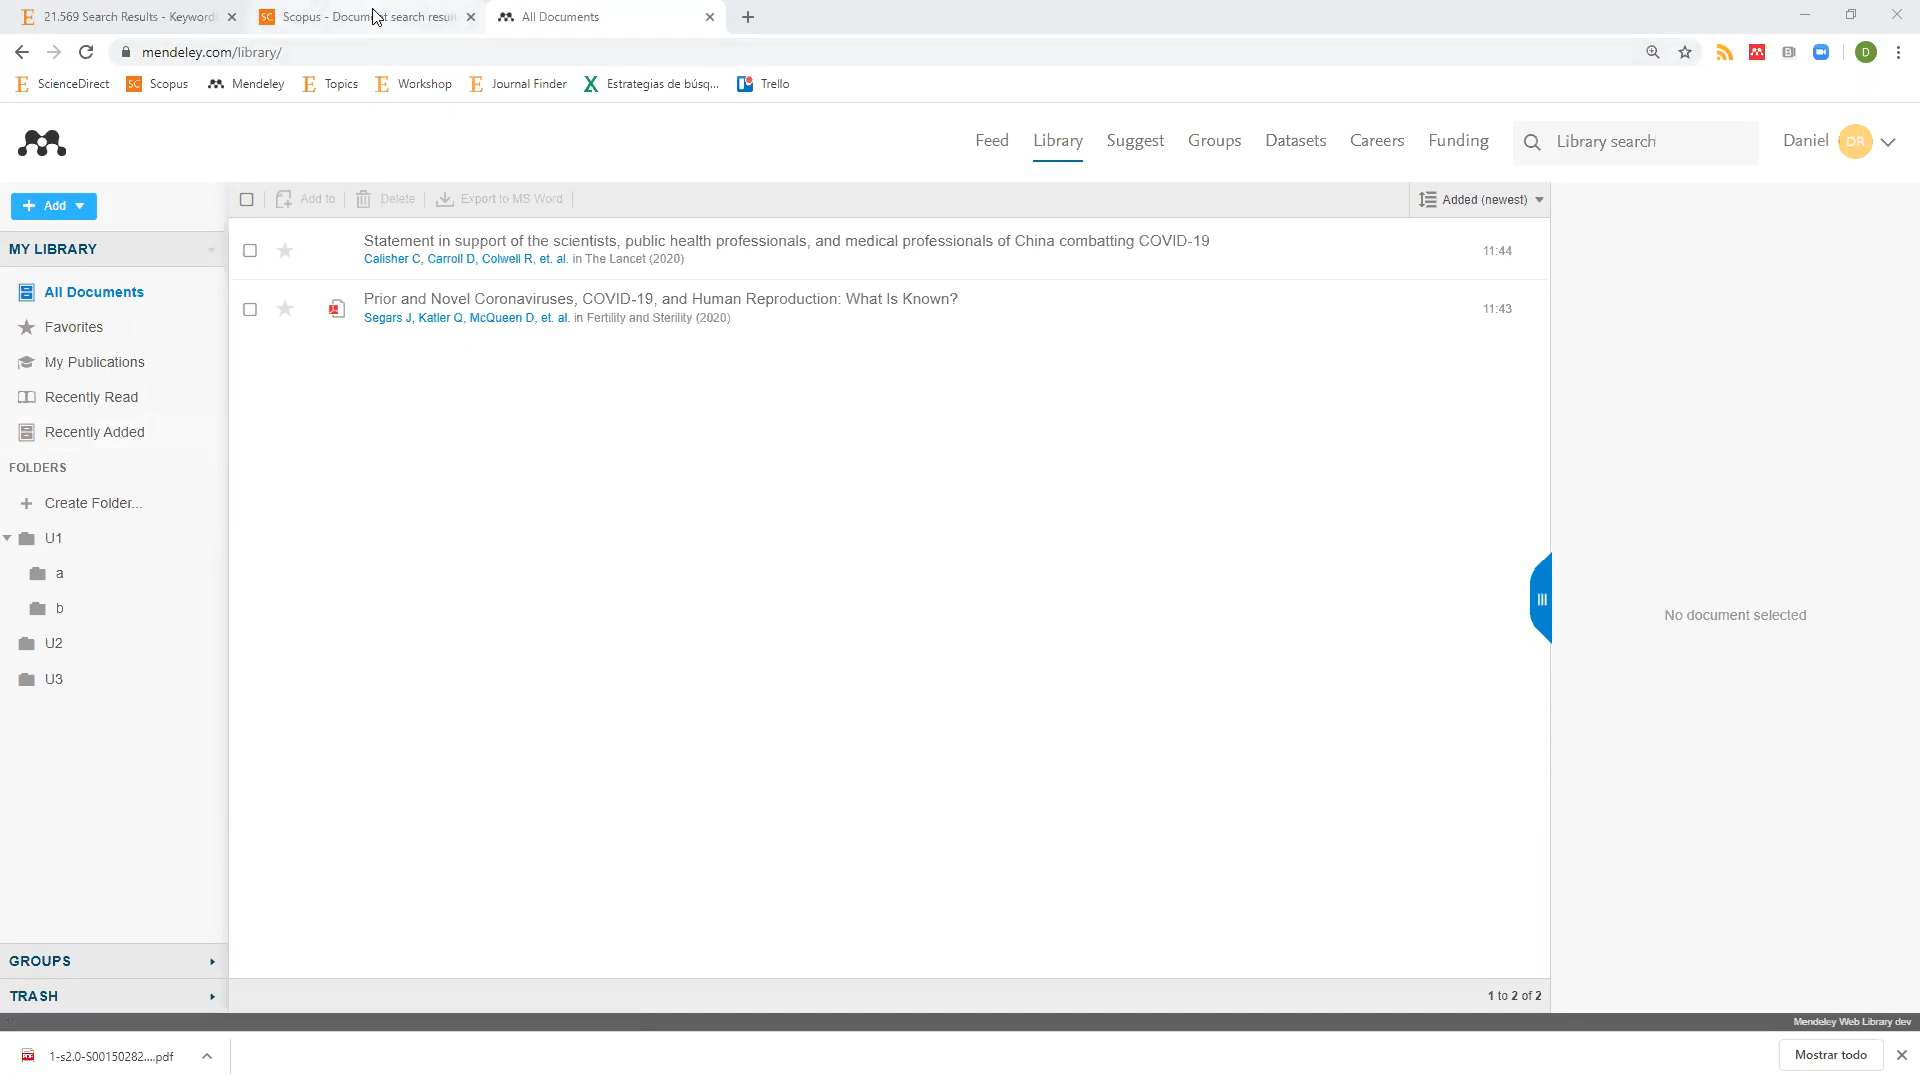 21.569 Search Results - Keyword
Scopus - Document search resu
All Documents
mendeley.com/library/
D
ScienceDirect
SC Scopus
Mendeley
Topics
Workshop
Journal Finder
Estrategias de búsq...
Trello
Feed
Library
Suggest
Groups
Datasets
Careers
Funding
Library search
Daniel
DR
+ Add
Add to
Delete
Export to MS Word
Added (newest)
MY LIBRARY
All Documents
Favorites
My Publications
Recently Read
Recently Added
FOLDERS
+ Create Folder...
U1
a
b
U2
U3
GROUPS
TRASH
Statement in support of the scientists, public health professionals, and medical professionals of China combatting COVID-19
Calisher C, Carroll D, Colwell R, et. al. in The Lancet (2020)
11:44
Prior and Novel Coronaviruses, COVID-19, and Human Reproduction: What Is Known?
Segars J, Katler Q, McQueen D, et. al. in Fertility and Sterility (2020)
11:43
No document selected
1 to 2 of 2
Mendeley Web Library dev
1-s2.0-S00150282....pdf
Mostrar todo